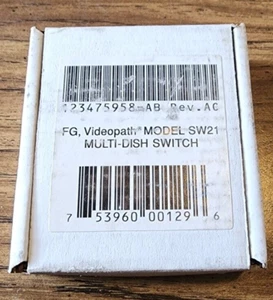 123475958-AB Rev.AC
FG, Videopath, MODEL SW21
MULTI-DISH SWITCH
7 53960 00129 6